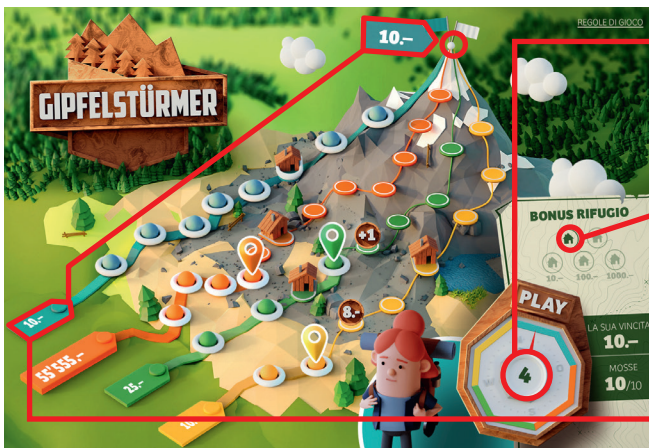 REGOLE DI GIOCO
10.–
GIPFELSTÜRMER
BONUS RIFUGIO
+1
10.– 100.– 1000.–
10.–
8.–
PLAY
LA SUA VINCITA
10.–
55'555.–
4
25.–
MOSSE
10/10